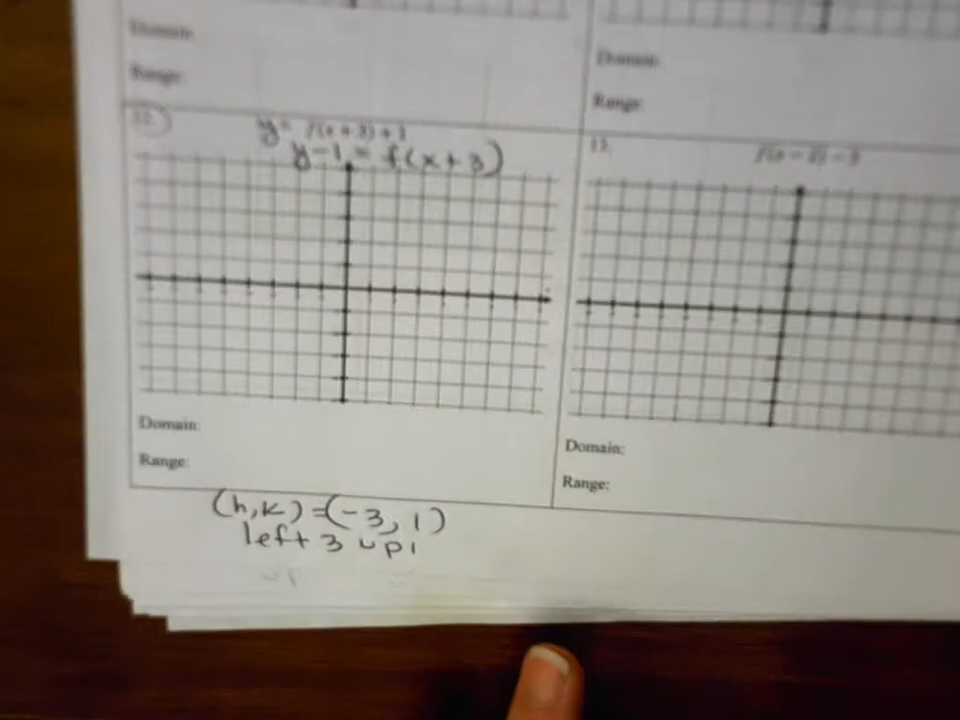 Domain:
Range:
Domain:
Range:
y= f(x + 3) + 1
y-1 = f(x+3)
13.
Domain:
Range:
Domain:
Range:
(h,k)=(-3, 1)
left 3 up 1